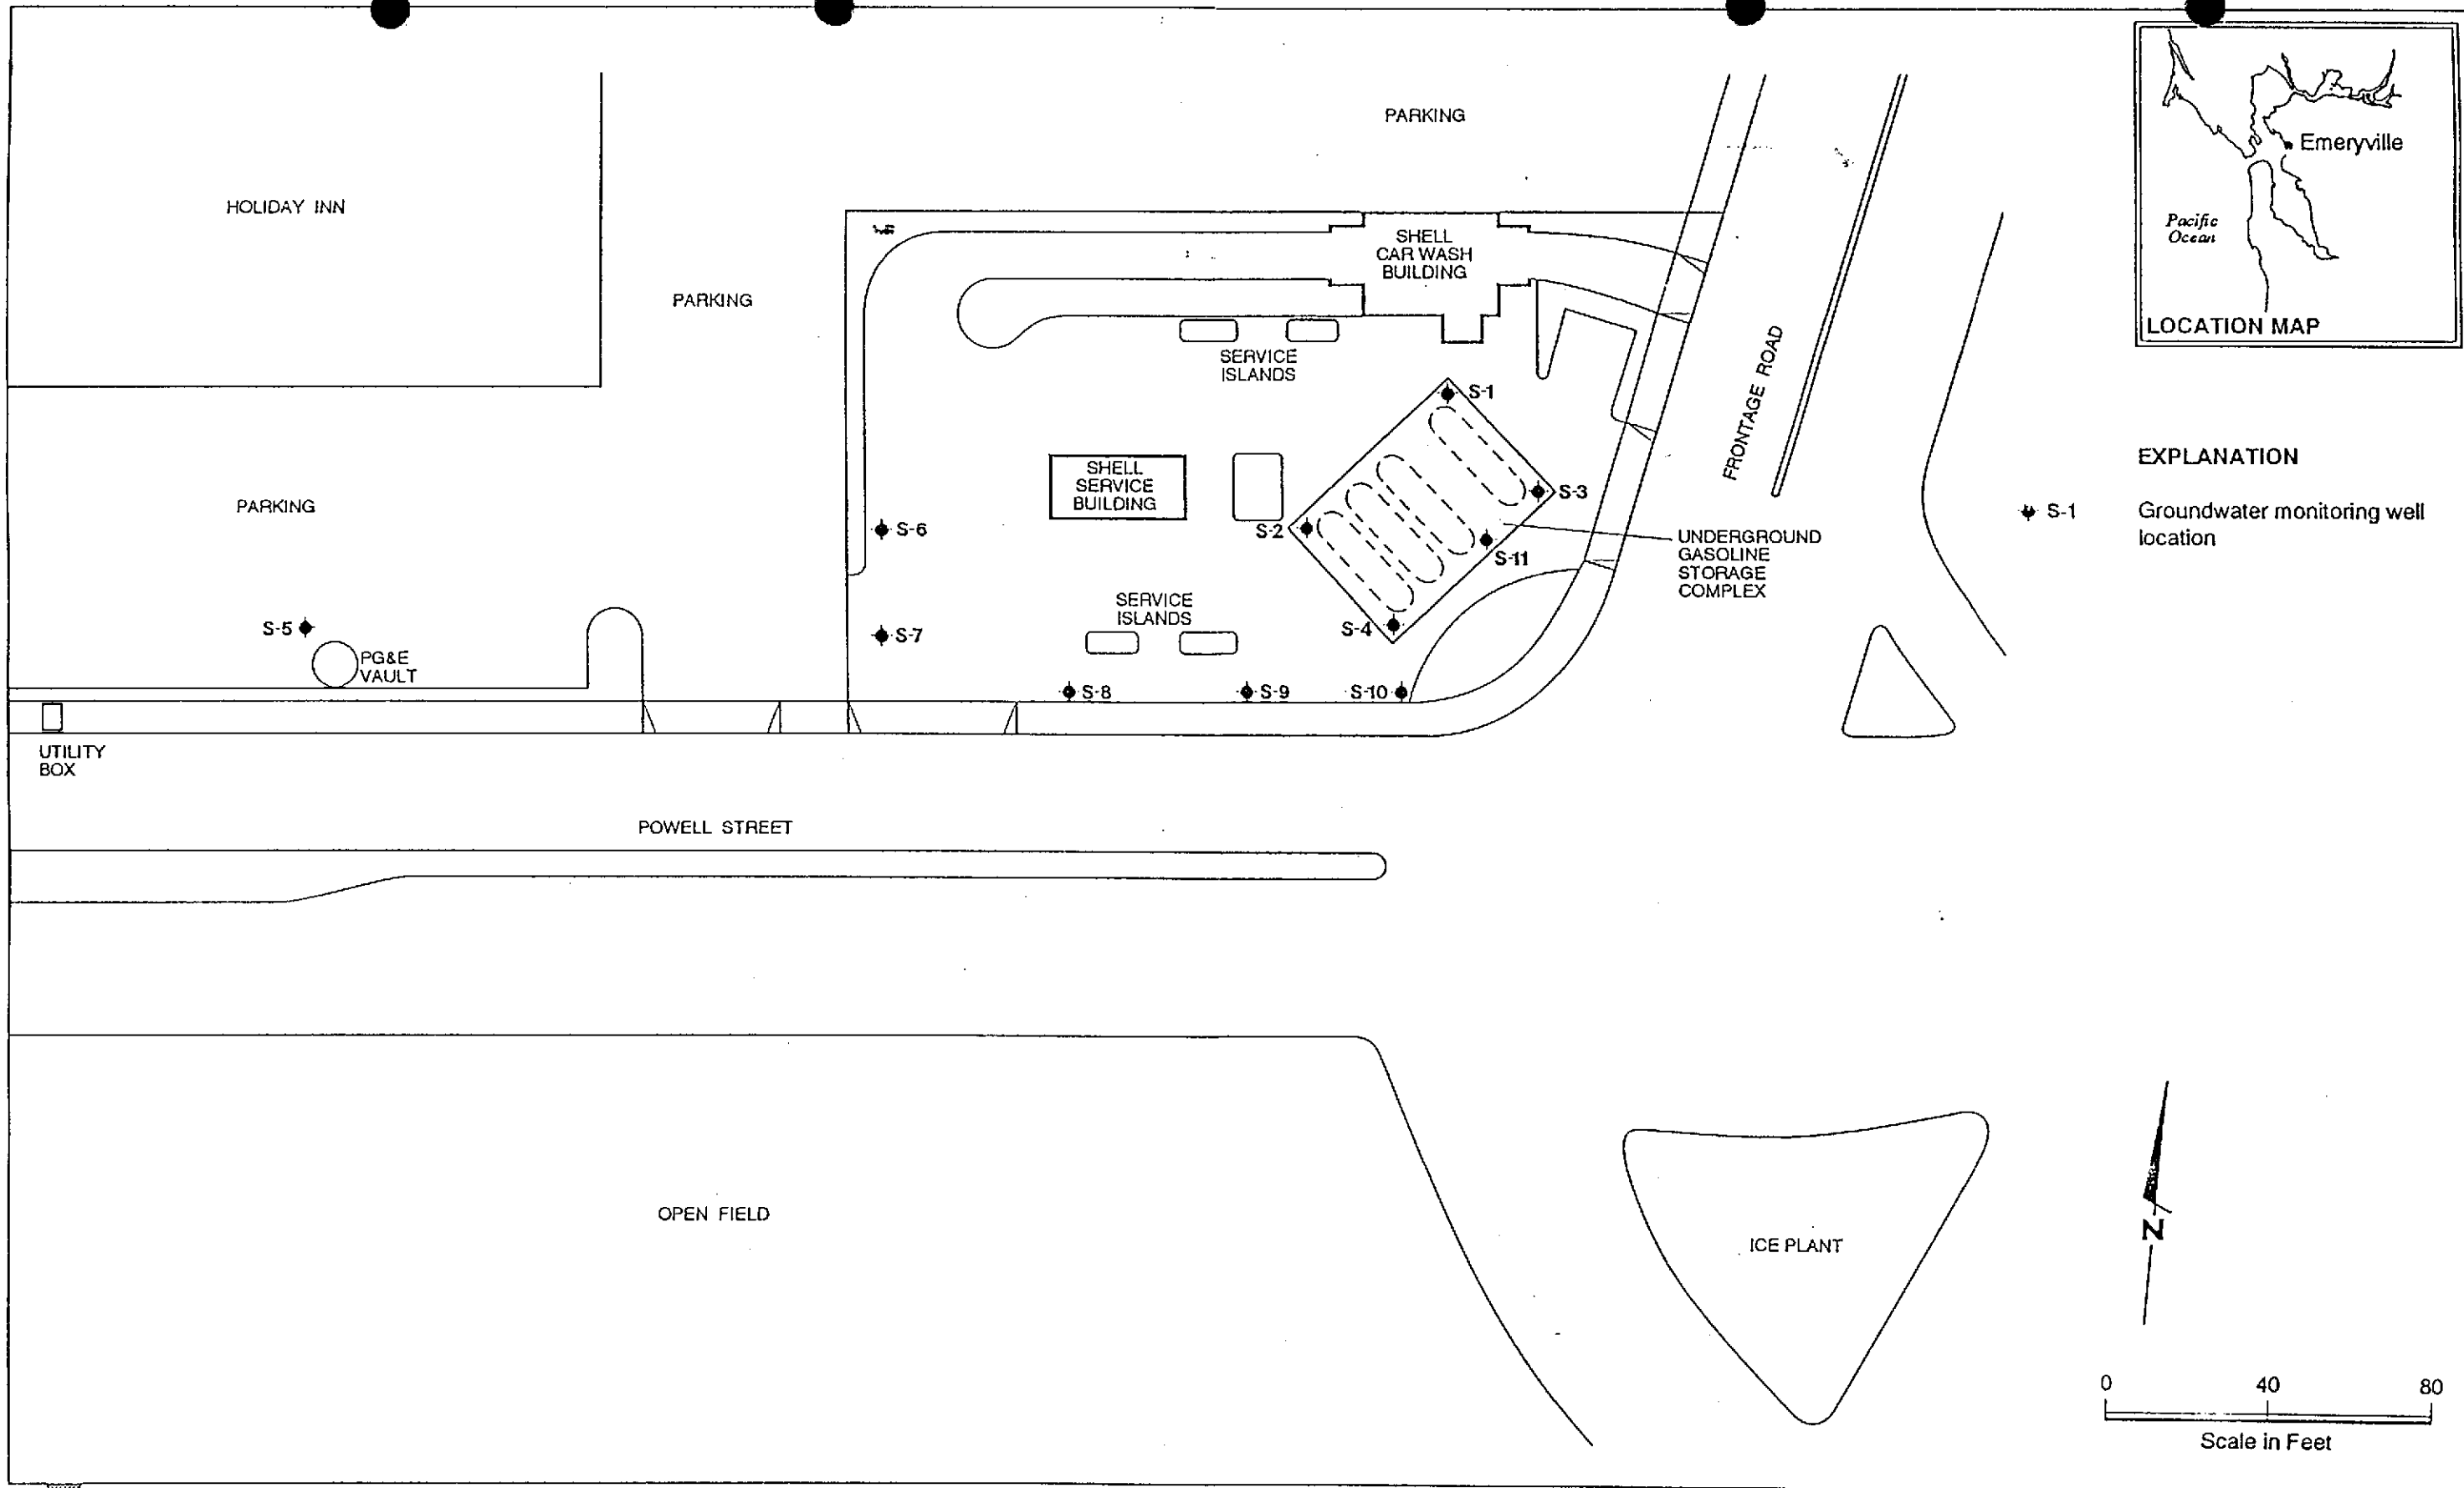 PARKING
HOLIDAY INN
SHELL
CAR WASH
BUILDING
PARKING
SERVICE
ISLANDS
FRONTAGE ROAD
Emeryville
Pacific
Ocean
LOCATION MAP
S-1
SHELL
SERVICE
BUILDING
S-3
PARKING
S-6
S-2
S-11
UNDERGROUND
GASOLINE
STORAGE
COMPLEX
EXPLANATION
S-1
Groundwater monitoring well
location
SERVICE
ISLANDS
S-5
S-7
S-4
PG&E
VAULT
S-8
S-9
S-10
UTILITY
BOX
POWELL STREET
OPEN FIELD
ICE PLANT
N
0 40 80
Scale in Feet